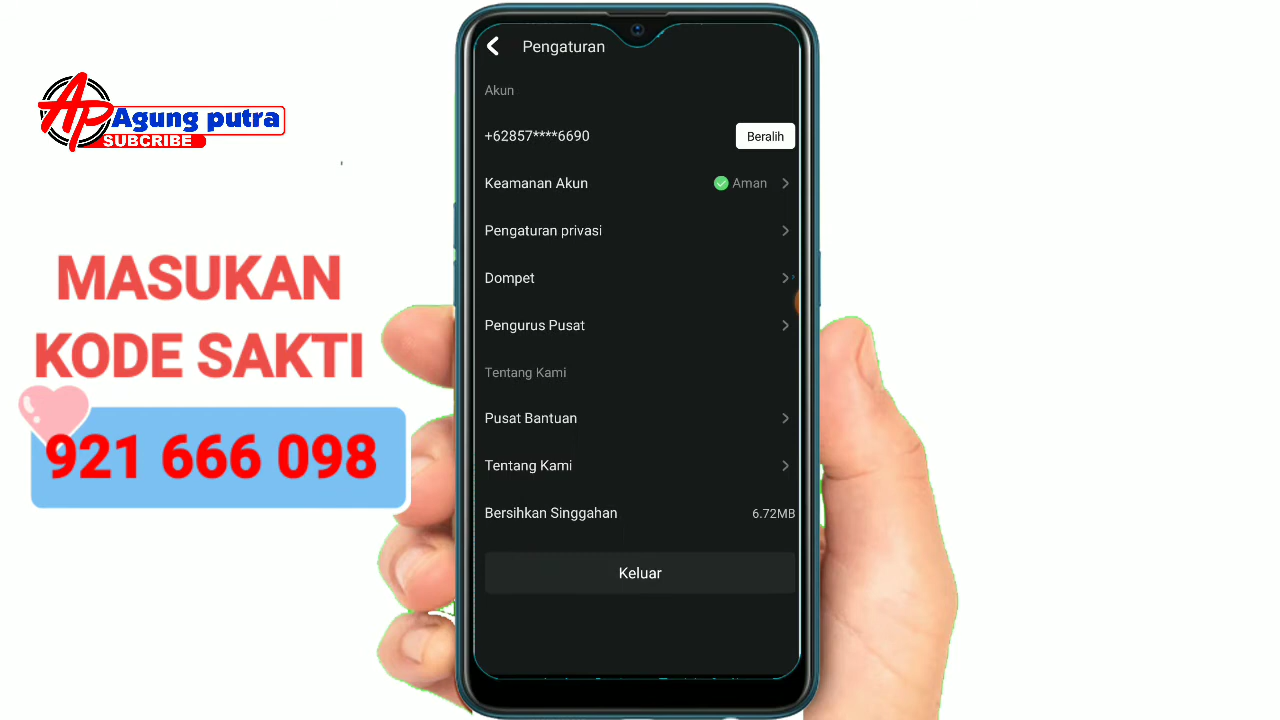 AP
Agung putra
SUBCRIBE
MASUKAN
KODE SAKTI
921 666 098
Pengaturan
Akun
+62857****6690 Beralih
Keamanan Akun Aman
Pengaturan privasi
Dompet
Pengurus Pusat
Tentang Kami
Pusat Bantuan
Tentang Kami
Bersihkan Singgahan 6.72MB
Keluar